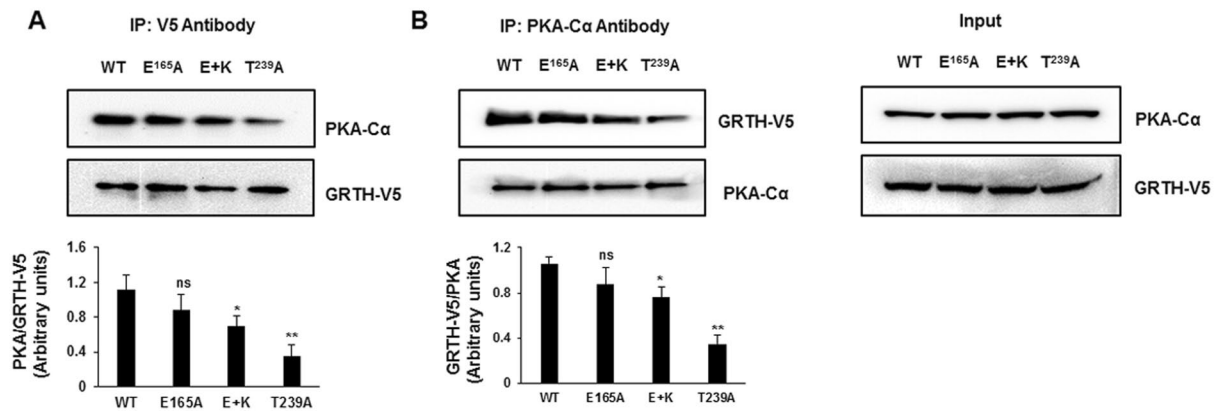 A
IP: V5 Antibody
WT E¹⁶⁵A E+K T²³⁹A
PKA-Cα
GRTH-V5
PKA/GRTH-V5
(Arbitrary units)
1.6
1.2
0.8
0.4
0
ns
*
**
WT E165A E+K T239A
B
IP: PKA-Cα Antibody
WT E¹⁶⁵A E+K T²³⁹A
GRTH-V5
PKA-Cα
GRTH-V5/PKA
(Arbitrary units)
1.2
0.8
0.4
0
ns
*
**
WT E165A E+K T239A
Input
WT E¹⁶⁵A E+K T²³⁹A
PKA-Cα
GRTH-V5